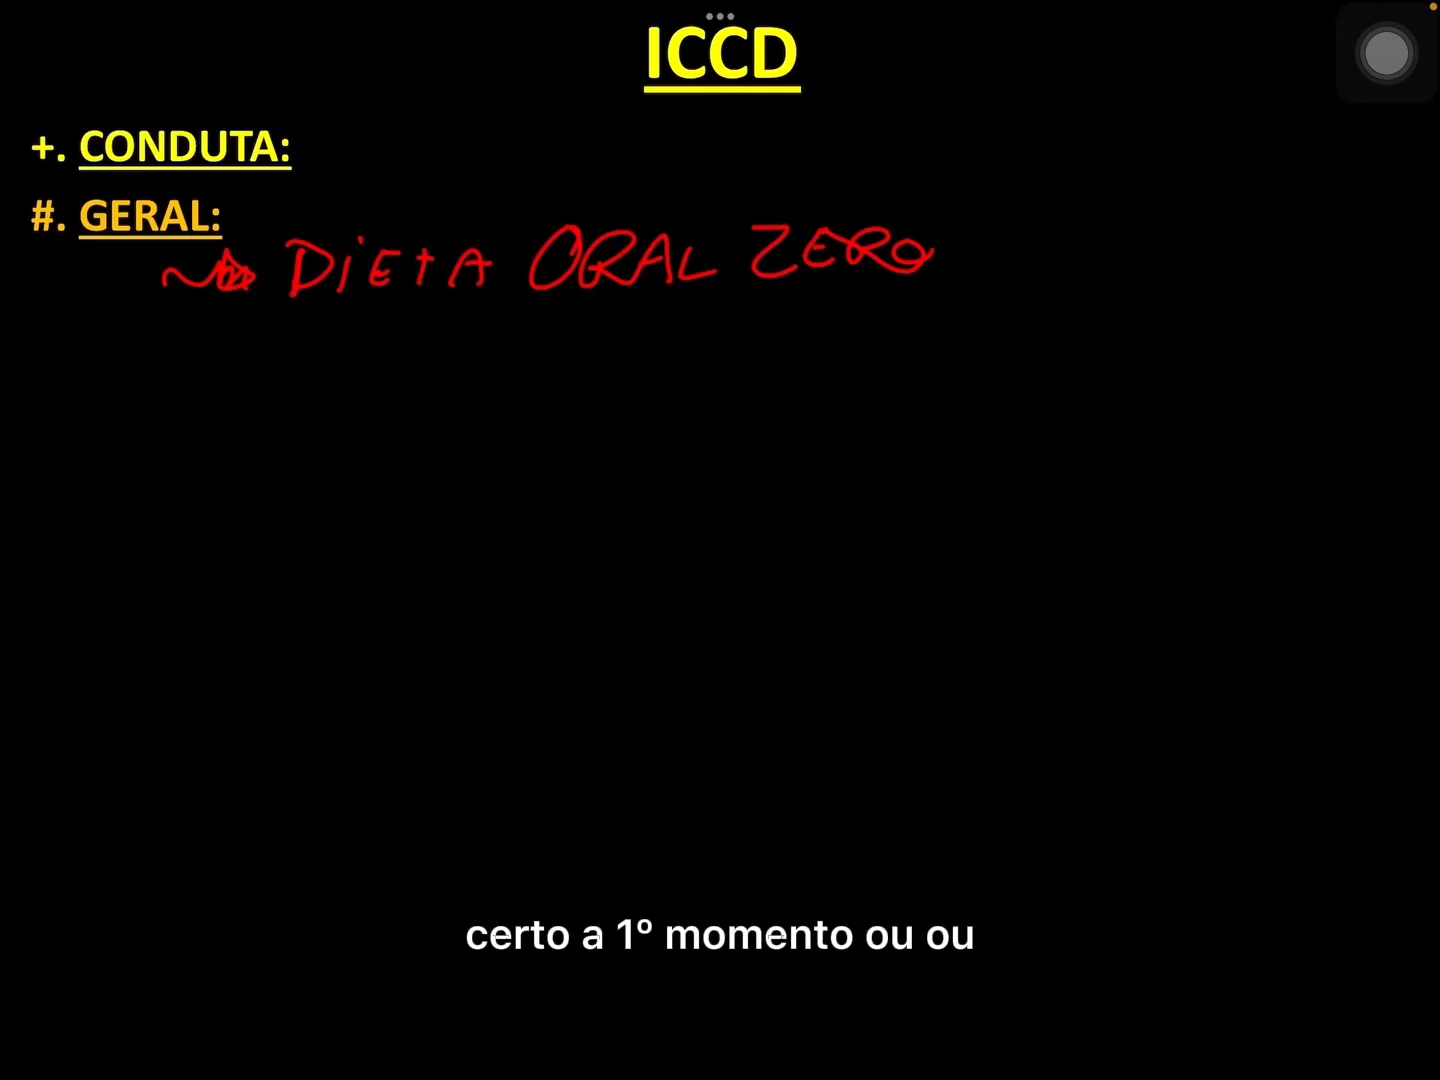 ICCD
+. CONDUTA:
#. GERAL:
DIETA ORAL ZERO
certo a 1º momento ou ou